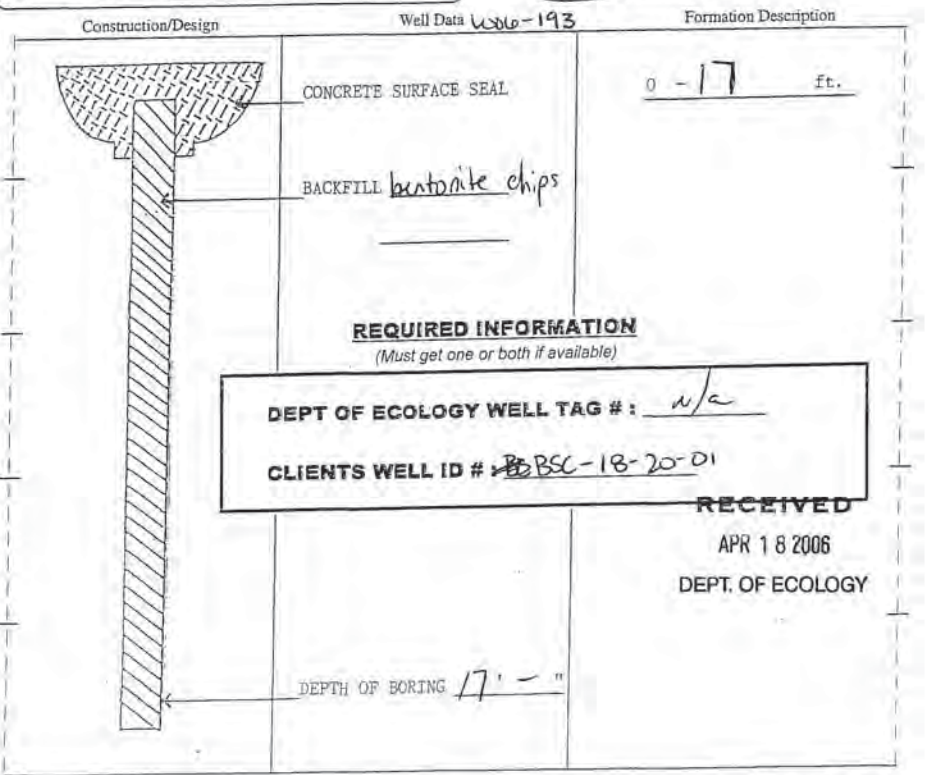 Construction/Design
Well Data
-193
Formation Description
CONCRETE SURFACE SEAL
0 - 17 ft.
BACKFILL bentonite chips
REQUIRED INFORMATION
(Must get one or both if available)
DEPT OF ECOLOGY WELL TAG # : n/a
CLIENTS WELL ID # : BSC-18-20-01
RECEIVED
APR 18 2006
DEPT. OF ECOLOGY
DEPTH OF BORING 17' - "